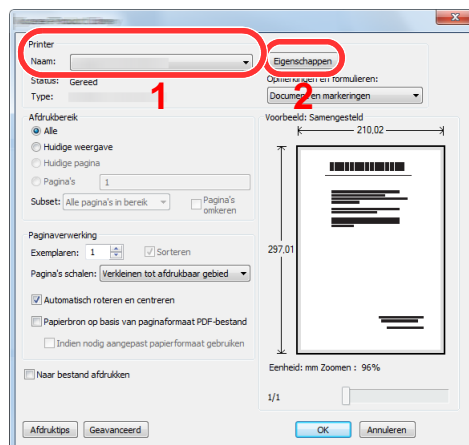 Printer
Naam:
Eigenschappen
Status: Gereed
Opmerkingen en formulieren:
Type:
Document en markeringen
1
2
Afdrukbereik
Alle
Huidige weergave
Huidige pagina
Pagina's 1
Subset: Alle pagina's in bereik
Pagina's omkeren
Voorbeeld: Samengesteld
210,02
297,01
Paginaverwerking
Exemplaren: 1
Sorteren
Pagina's schalen: Verkleinen tot afdrukbaar gebied
Automatisch roteren en centreren
Papierbron op basis van paginaformaat PDF-bestand
Indien nodig aangepast papierformaat gebruiken
Naar bestand afdrukken
Eenheid: mm Zoomen : 96%
1/1
Afdruktips
Geavanceerd
OK
Annuleren